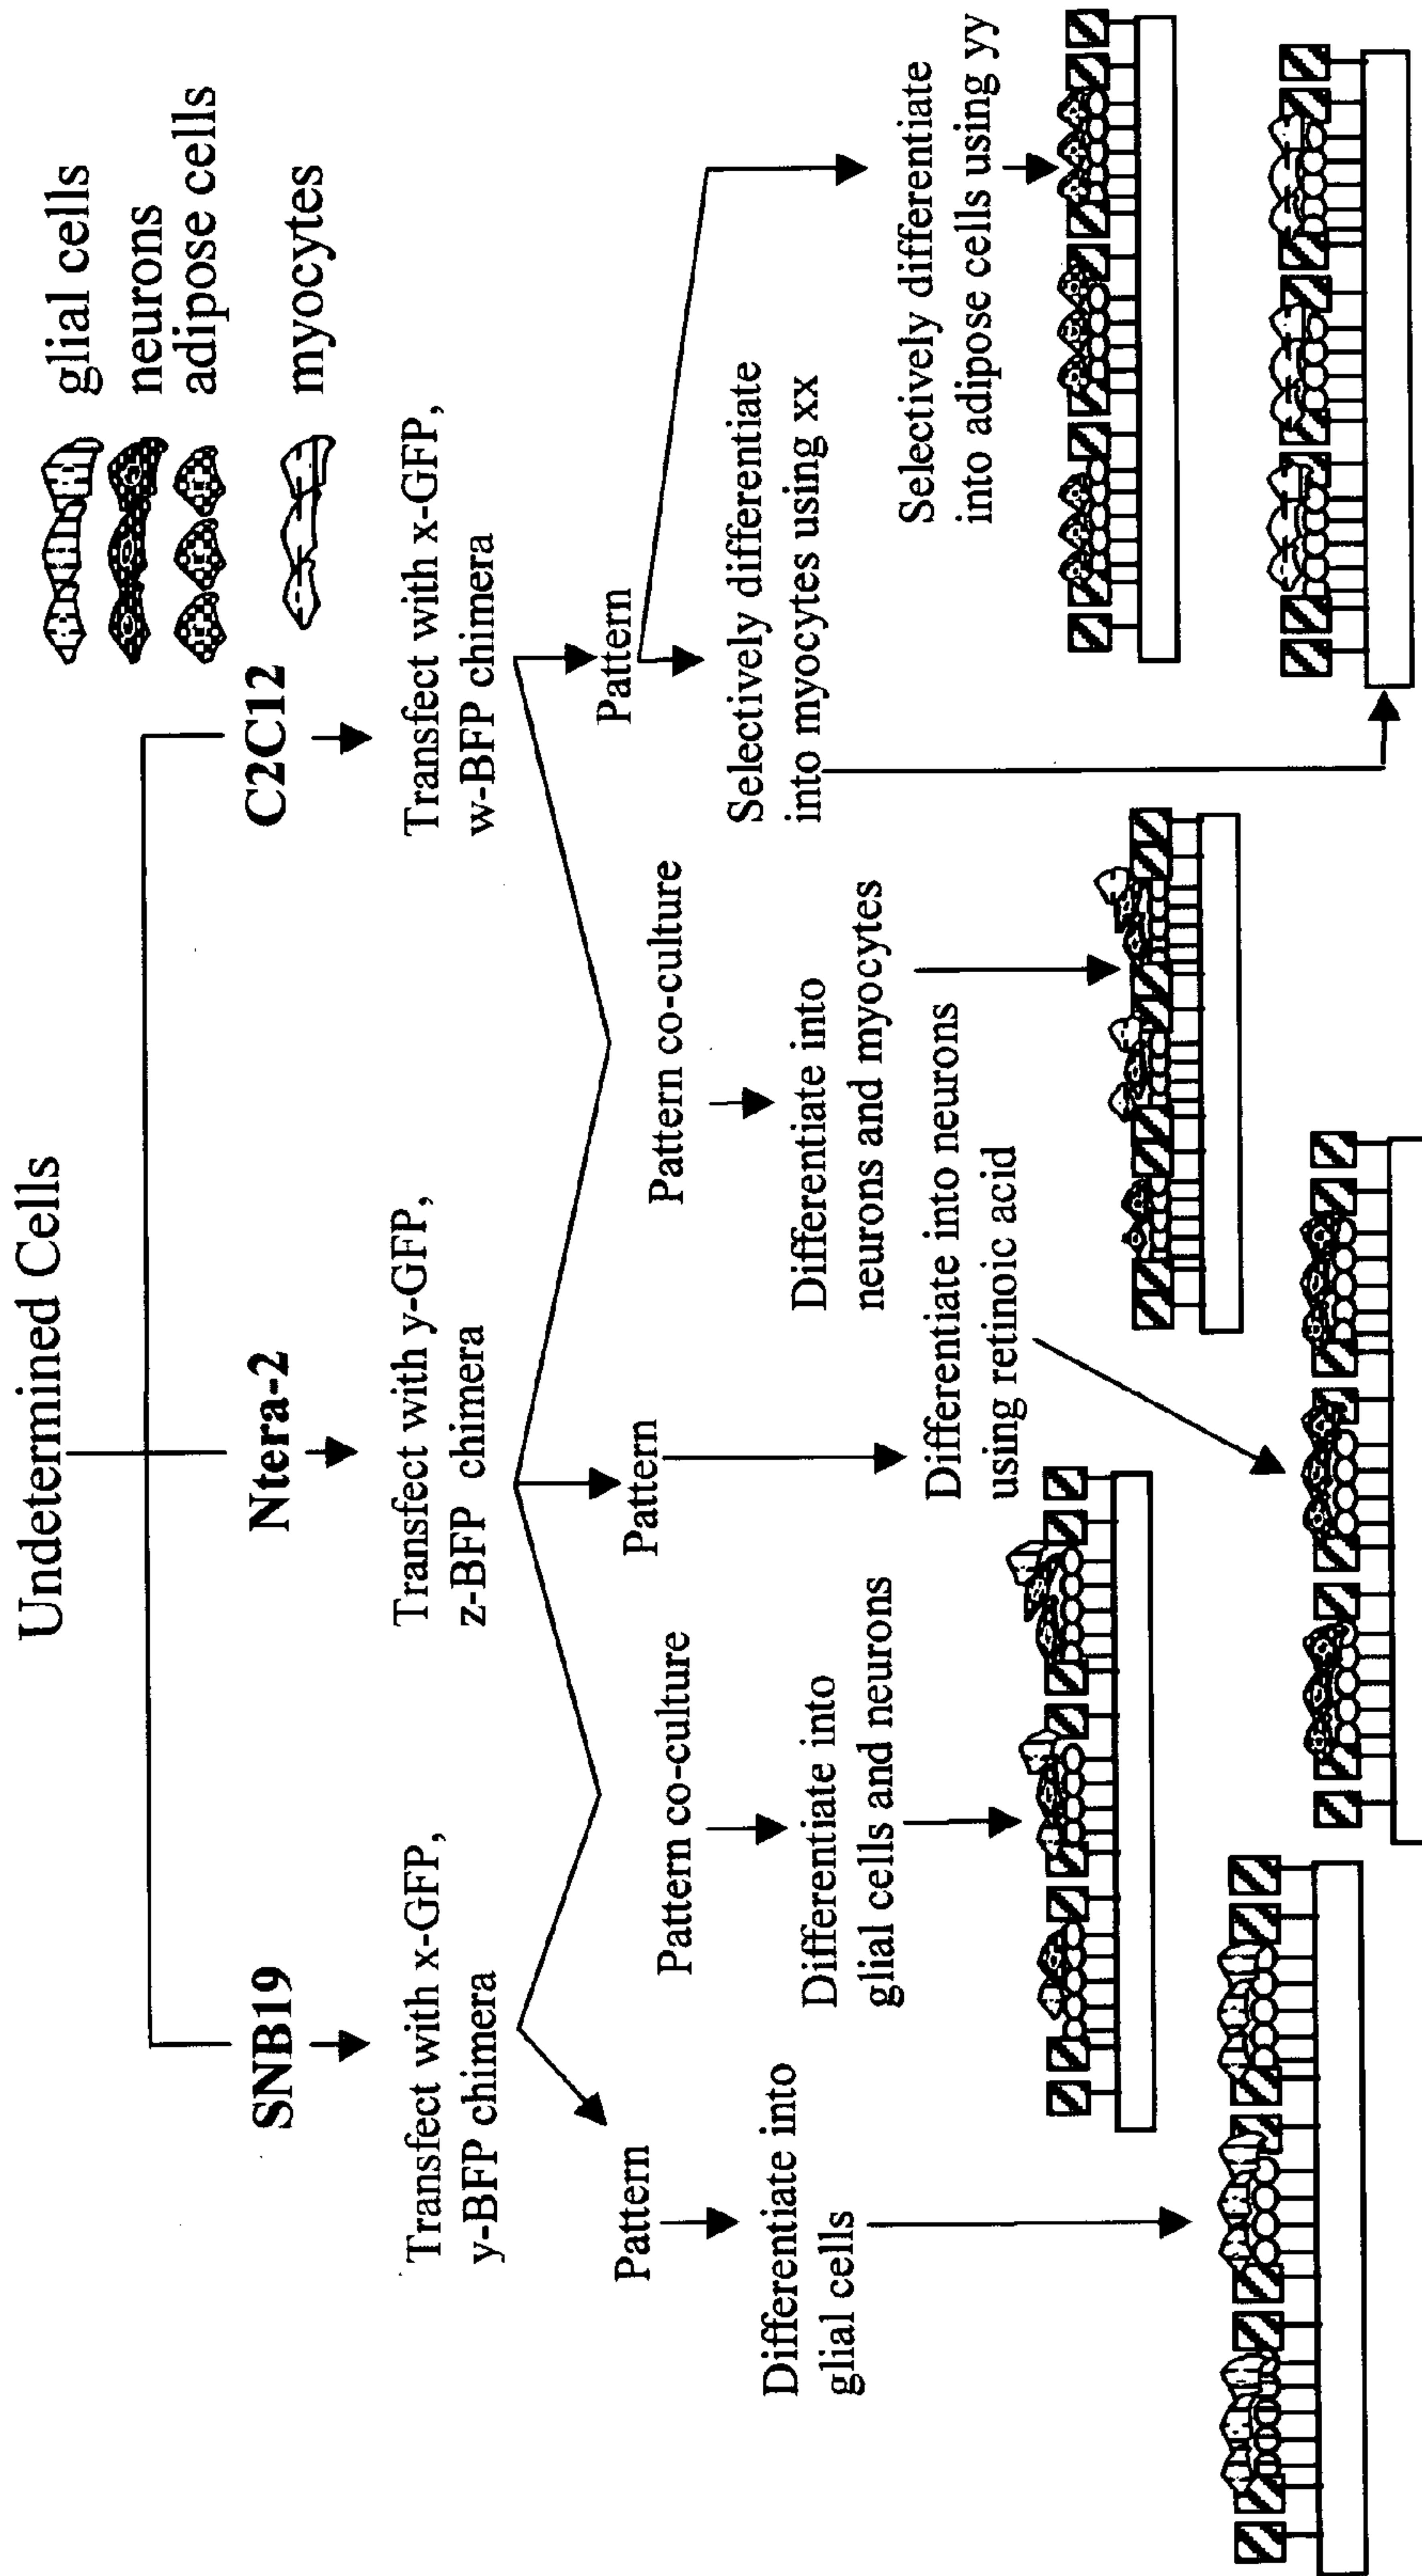 Undetermined Cells
glial cells
neurons
adipose cells
myocytes
SNB19
Ntera-2
C2C12
Transfect with x-GFP,
y-BFP chimera
Transfect with y-GFP,
z-BFP chimera
Transfect with x-GFP,
w-BFP chimera
Pattern
Pattern co-culture
Pattern
Pattern co-culture
Pattern
Differentiate into
glial cells
Differentiate into
glial cells and neurons
Differentiate into neurons
using retinoic acid
Differentiate into
neurons and myocytes
Selectively differentiate
into myocytes using xx
Selectively differentiate
into adipose cells using yy